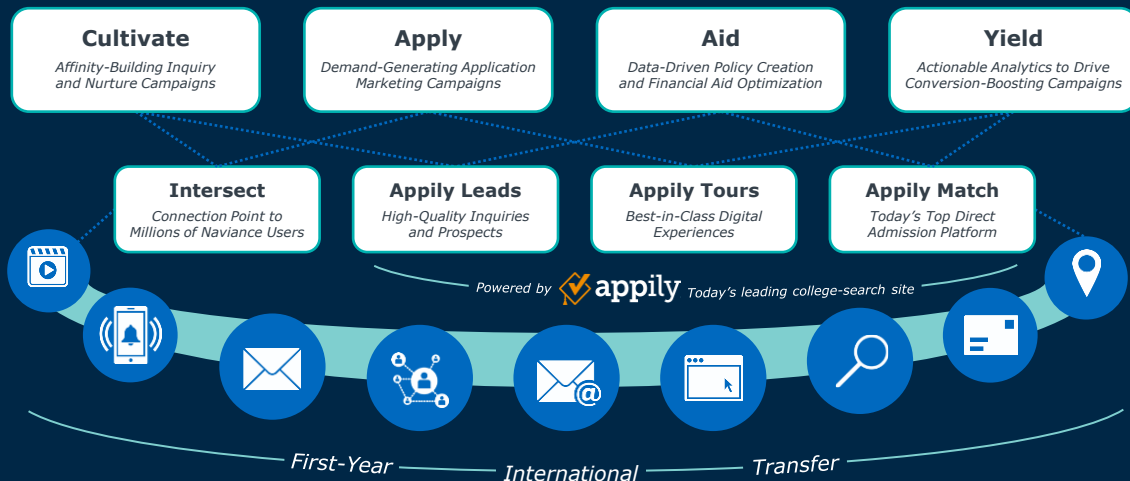 Cultivate
Affinity-Building Inquiry
and Nurture Campaigns
Apply
Demand-Generating Application
Marketing Campaigns
Aid
Data-Driven Policy Creation
and Financial Aid Optimization
Yield
Actionable Analytics to Drive
Conversion-Boosting Campaigns
Intersect
Connection Point to
Millions of Naviance Users
Appily Leads
High-Quality Inquiries
and Prospects
Appily Tours
Best-in-Class Digital
Experiences
Appily Match
Today's Top Direct
Admission Platform
Powered by appily Today's leading college-search site
@
First-Year International Transfer